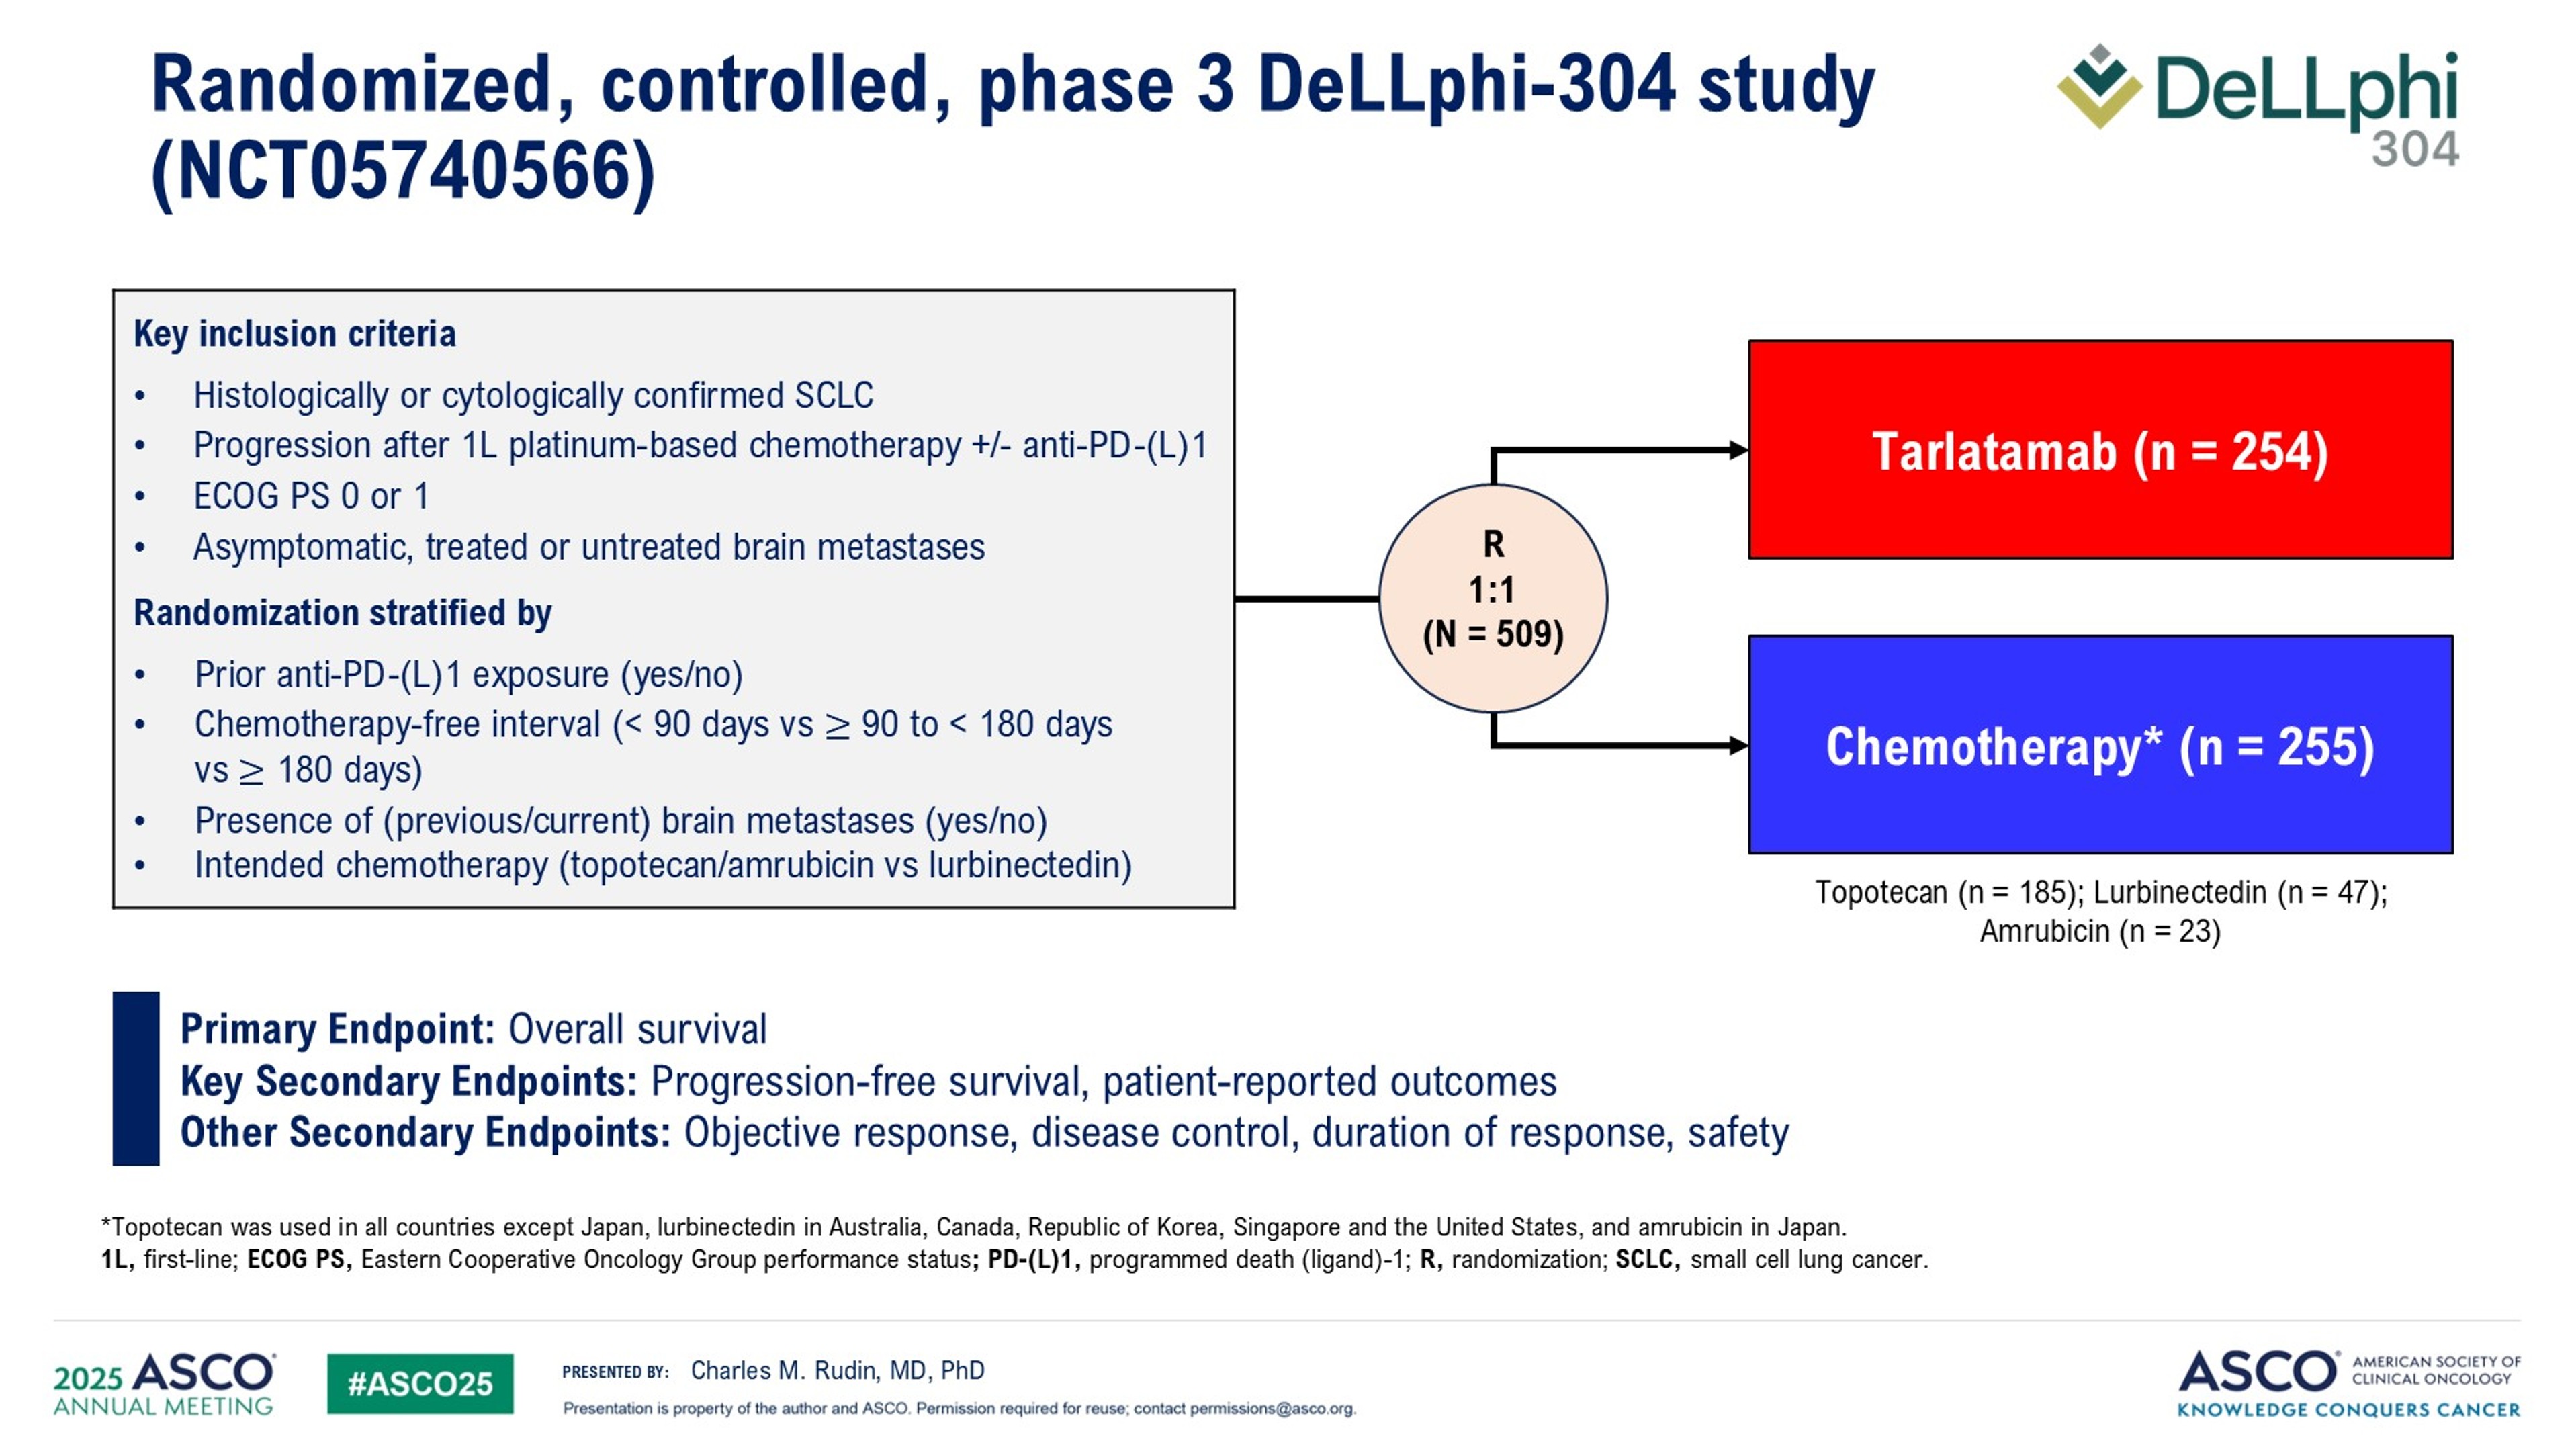 Randomized, controlled, phase 3 DeLLphi-304 study
(NCT05740566)
DeLLphi
304
Key inclusion criteria
• Histologically or cytologically confirmed SCLC
• Progression after 1L platinum-based chemotherapy +/- anti-PD-(L)1
• ECOG PS 0 or 1
• Asymptomatic, treated or untreated brain metastases
Randomization stratified by
• Prior anti-PD-(L)1 exposure (yes/no)
• Chemotherapy-free interval (< 90 days vs ≥ 90 to < 180 days
vs ≥ 180 days)
• Presence of (previous/current) brain metastases (yes/no)
• Intended chemotherapy (topotecan/amrubicin vs lurbinectedin)
R
1:1
(N = 509)
Tarlatamab (n = 254)
Chemotherapy* (n = 255)
Topotecan (n = 185); Lurbinectedin (n = 47);
Amrubicin (n = 23)
Primary Endpoint: Overall survival
Key Secondary Endpoints: Progression-free survival, patient-reported outcomes
Other Secondary Endpoints: Objective response, disease control, duration of response, safety
*Topotecan was used in all countries except Japan, lurbinectedin in Australia, Canada, Republic of Korea, Singapore and the United States, and amrubicin in Japan.
1L, first-line; ECOG PS, Eastern Cooperative Oncology Group performance status; PD-(L)1, programmed death (ligand)-1; R, randomization; SCLC, small cell lung cancer.
2025 ASCO
ANNUAL MEETING
#ASCO25
PRESENTED BY: Charles M. Rudin, MD, PhD
Presentation is property of the author and ASCO. Permission required for reuse; contact permissions@asco.org.
ASCO AMERICAN SOCIETY OF
CLINICAL ONCOLOGY
KNOWLEDGE CONQUERS CANCER